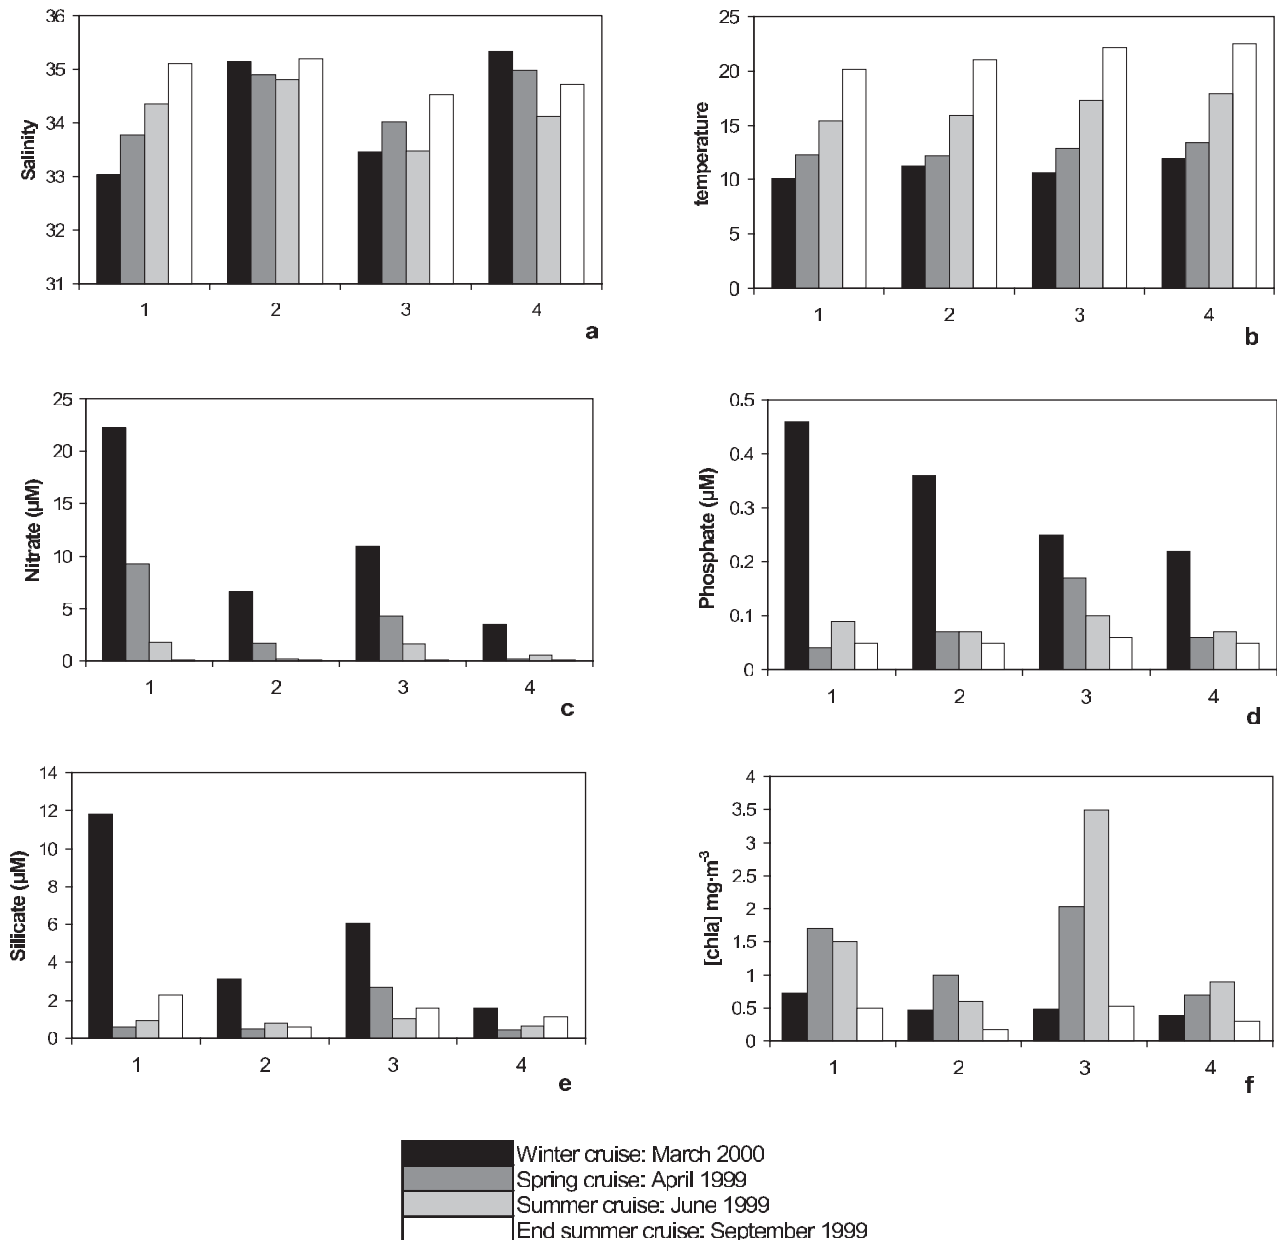 36
35
34
33
32
31
Salinity
1 2 3 4
a
25
20
15
10
5
0
temperature
1 2 3 4
b
25
20
15
10
5
0
Nitrate (µM)
1 2 3 4
c
0.5
0.4
0.3
0.2
0.1
0
Phosphate (µM)
1 2 3 4
d
14
12
10
8
6
4
2
0
Silicate (µM)
1 2 3 4
e
4
3.5
3
2.5
2
1.5
1
0.5
0
[chla] mg·m⁻³
1 2 3 4
f
Winter cruise: March 2000
Spring cruise: April 1999
Summer cruise: June 1999
End summer cruise: September 1999